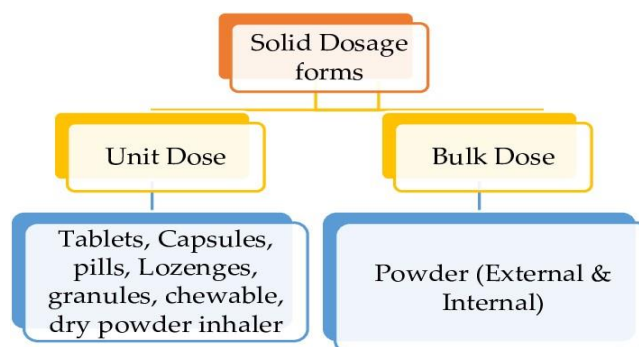 Solid Dosage
forms
Unit Dose
Bulk Dose
Tablets, Capsules,
pills, Lozenges,
granules, chewable,
dry powder inhaler
Powder (External &
Internal)